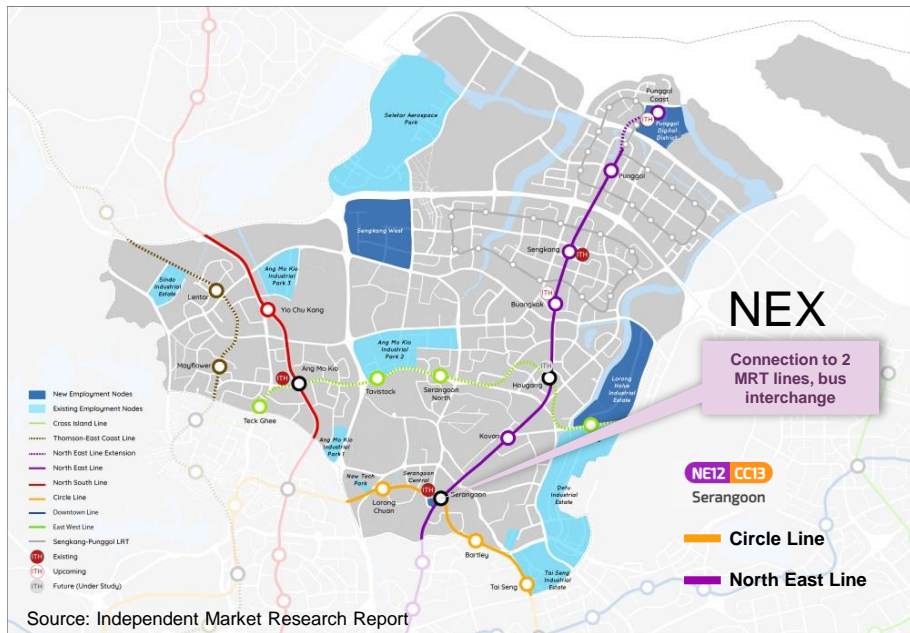 Punggol
Coast
ITH
Punggol
Digital
District
Seletar Aerospace
Park
Punggol
Sengkang West
Sengkang
ITH
Ang Mo Kio
Industrial
Park 3
Sindo
Industrial
Estate
Lentor
Yio Chu Kang
ITH
Buangkok
NEX
Connection to 2
MRT lines, bus
interchange
Ang Mo Kio
Industrial
Park 2
Mayflower
Ang Mo Kio
ITH
Tavistock
Serangoon
North
ITH
Hougang
Lorong
Halus
Industrial
Estate
Teck Ghee
Kovan
Ang Mo Kio
Industrial
Park 1
New Tech
Park
Serangoon
Central
ITH
Serangoon
Lorong
Chuan
Defu
Industrial
Estate
Bartley
Tai Seng
Tai Seng
Industrial
Estate
New Employment Nodes
Existing Employment Nodes
Cross Island Line
Thomson-East Coast Line
North East Line Extension
North East Line
North South Line
Circle Line
Downtown Line
East West Line
Sengkang-Punggol LRT
ITH Existing
ITH Upcoming
ITH Future (Under Study)
NE12 CC13
Serangoon
Circle Line
North East Line
Source: Independent Market Research Report